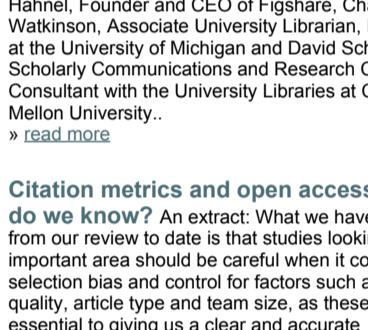 Hahnel, Founder and CEO of Figshare,
Watkinson, Associate University Librarian,
at the University of Michigan and David
Scholarly Communications and Research
Consultant with the University Libraries at
Mellon University..
» read more
Citation metrics and open access
do we know? An extract: What we have
from our review to date is that studies
important area should be careful when it
selection bias and control for factors such
quality, article type and team size, as these
essential to giving us a clear and accurate